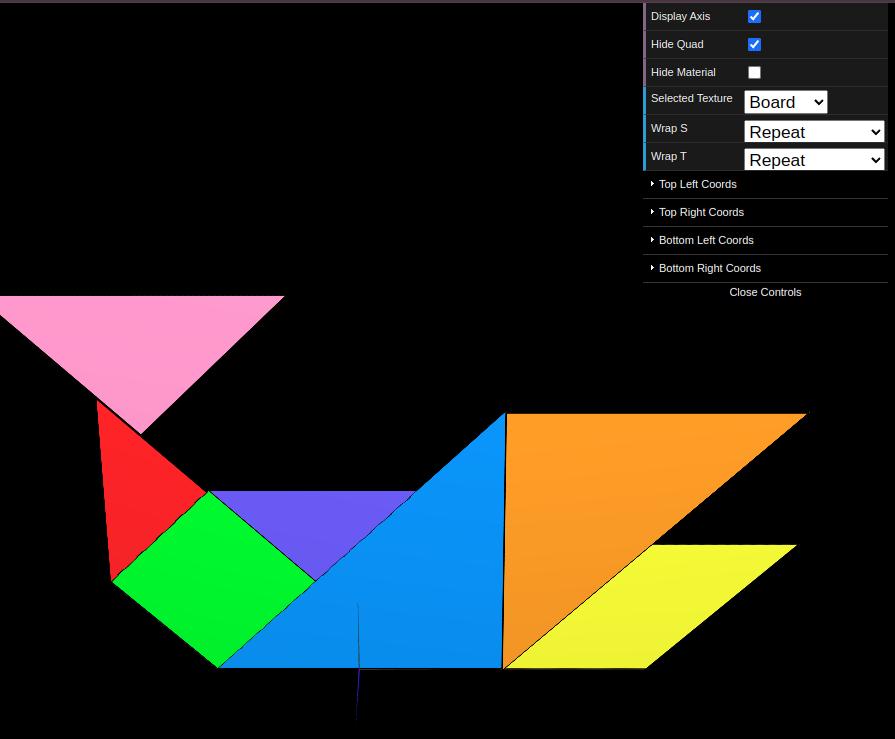 Display Axis
Hide Quad
Hide Material
Selected Texture Board
Wrap S Repeat
Wrap T Repeat
Top Left Coords
Top Right Coords
Bottom Left Coords
Bottom Right Coords
Close Controls